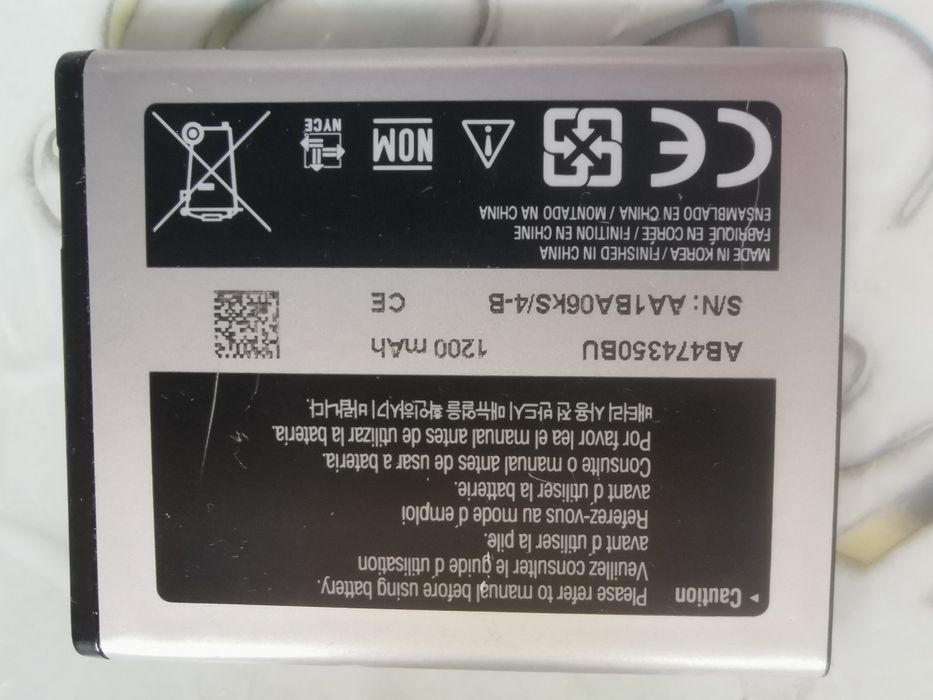 Caution
Please refer to manual before using battery.
Veuillez consulter le guide d´utilisation
avant d´utiliser la pile.
Referez-vous au mode d´emploi
avant d´utiliser la batterie.
Consulte o manual antes de usar a bateria.
Por favor lea el manual antes de utilizar la bateria.
배터리 사용 전 반드시 매뉴얼을 확인하시기 바랍니다.
AB474350BU 1200 mAh
S/N: AA1BA06kS/4-B CE
MADE IN KOREA / FINISHED IN CHINA
FABRIQUÉ EN CORÉE / FINITION EN CHINE
ENSAMBLADO EN CHINA / MONTADO NA CHINA
CE
NOM
NYCE